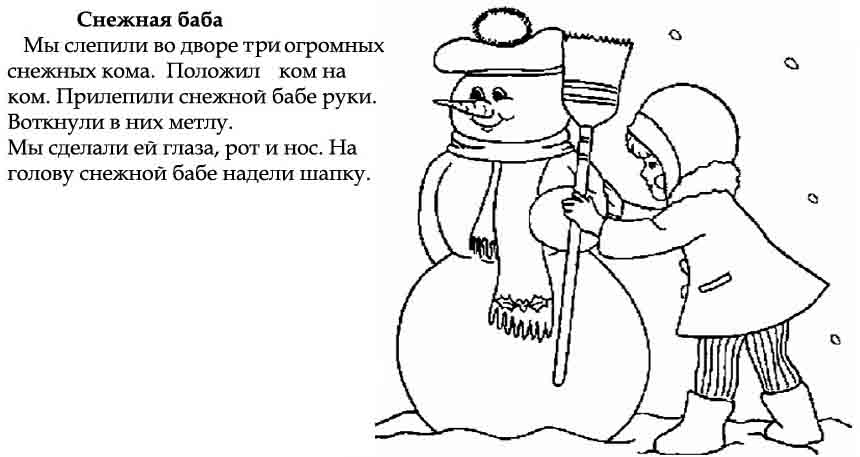 Снежная баба
Мы слепили во дворе три огромных
снежных кома. Положил ком на
ком. Прилепили снежной бабе руки.
Воткнули в них метлу.
Мы сделали ей глаза, рот и нос. На
голову снежной бабе надели шапку.